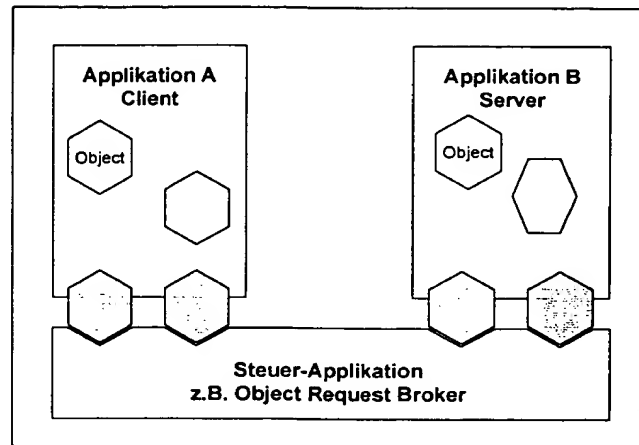 Applikation A
Client
Object
Applikation B
Server
Object
Steuer-Applikation
z.B. Object Request Broker